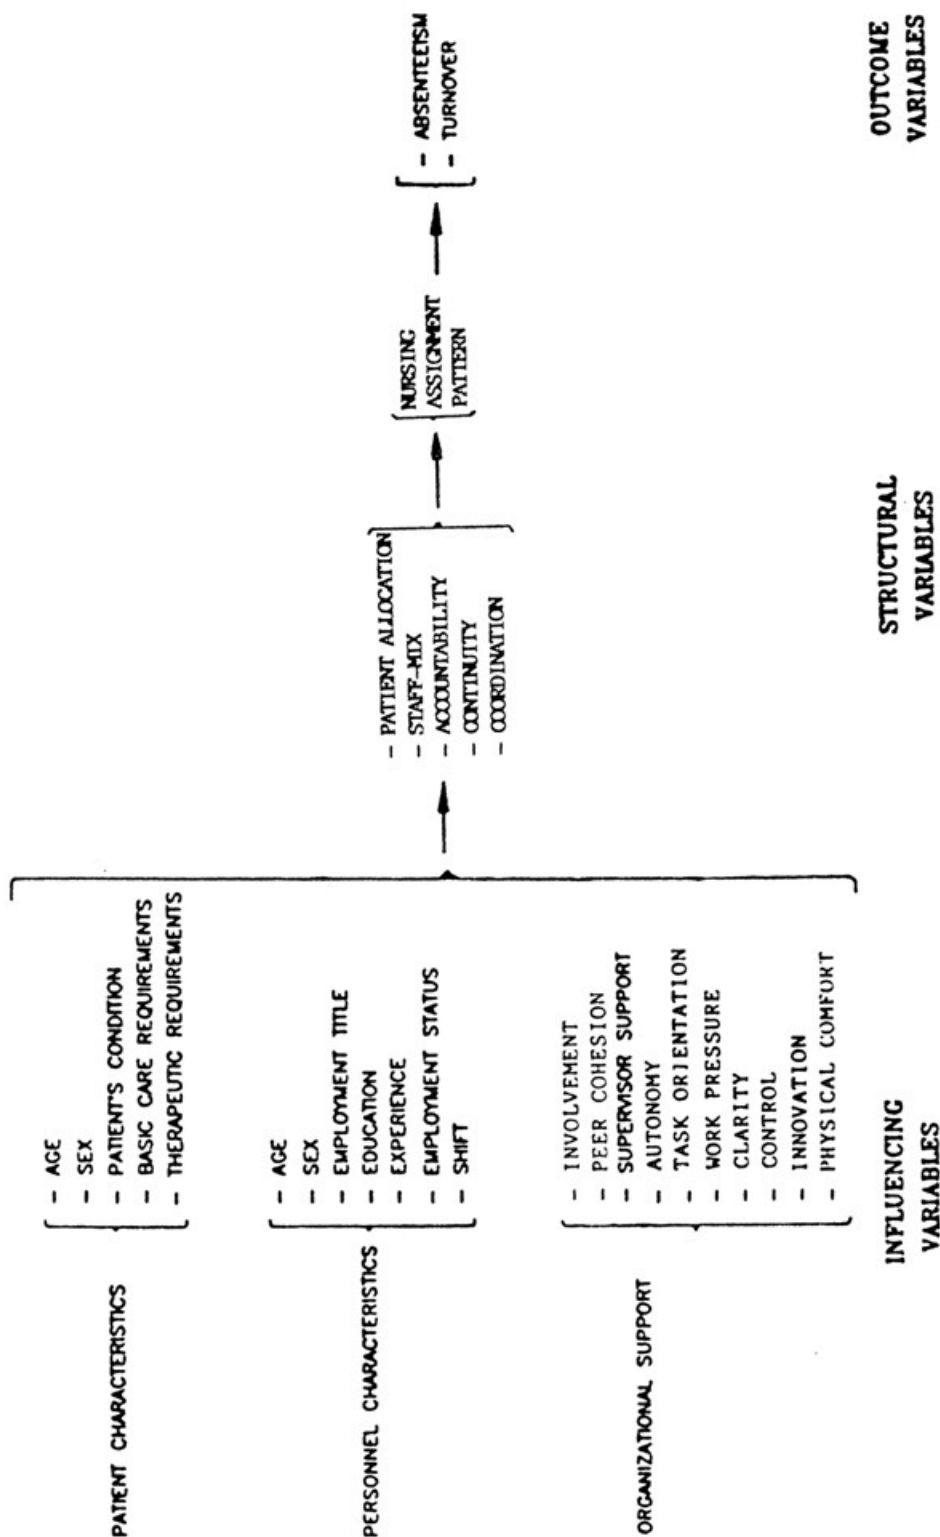 PATIENT CHARACTERISTICS
- AGE
- SEX
- PATIENT'S CONDITION
- BASIC CARE REQUIREMENTS
- THERAPEUTIC REQUIREMENTS
PERSONNEL CHARACTERISTICS
- AGE
- SEX
- EMPLOYMENT TITLE
- EDUCATION
- EXPERIENCE
- EMPLOYMENT STATUS
- SHIFT
ORGANIZATIONAL SUPPORT
- INVOLVEMENT
- PEER COHESION
- SUPERVISOR SUPPORT
- AUTONOMY
- TASK ORIENTATION
- WORK PRESSURE
- CLARITY
- CONTROL
- INNOVATION
- PHYSICAL COMFORT
- PATIENT ALLOCATION
- STAFF-MIX
- ACCOUNTABILITY
- CONTINUITY
- COORDINATION
NURSING
ASSIGNMENT
PATTERN
- ABSENTEEISM
- TURNOVER
INFLUENCING
VARIABLES
STRUCTURAL
VARIABLES
OUTCOME
VARIABLES